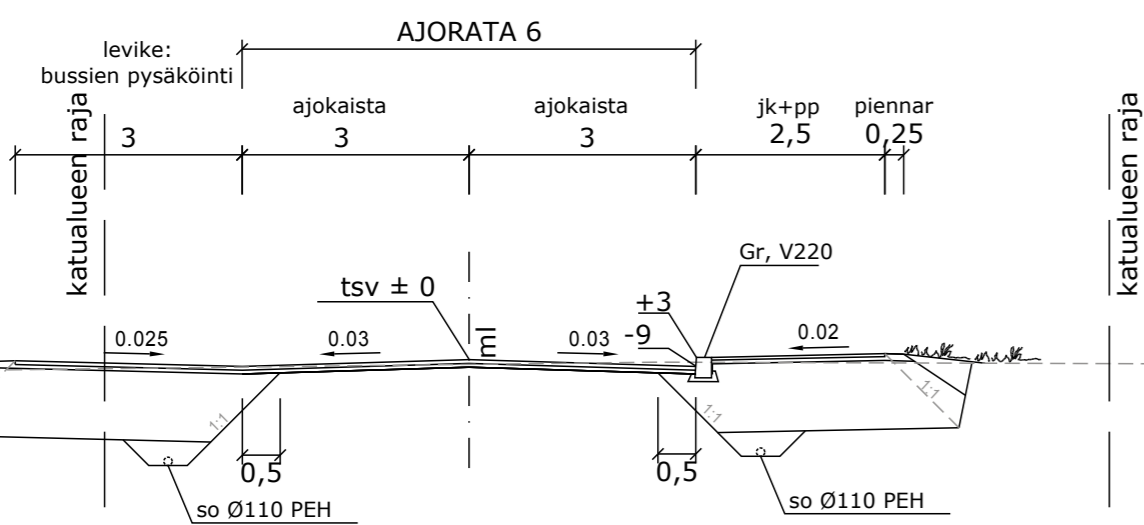 AJORATA 6
levike:
bussien pysäköinti
ajokaista
ajokaista
jk+pp
piennar
3
3
3
2,5
0,25
katualueen raja
katualueen raja
Gr, V220
tsv ± 0
+3
-9
ml
0.025
0.03
0.03
0.02
1:1
1:1
1:1
0,5
0,5
so Ø110 PEH
so Ø110 PEH